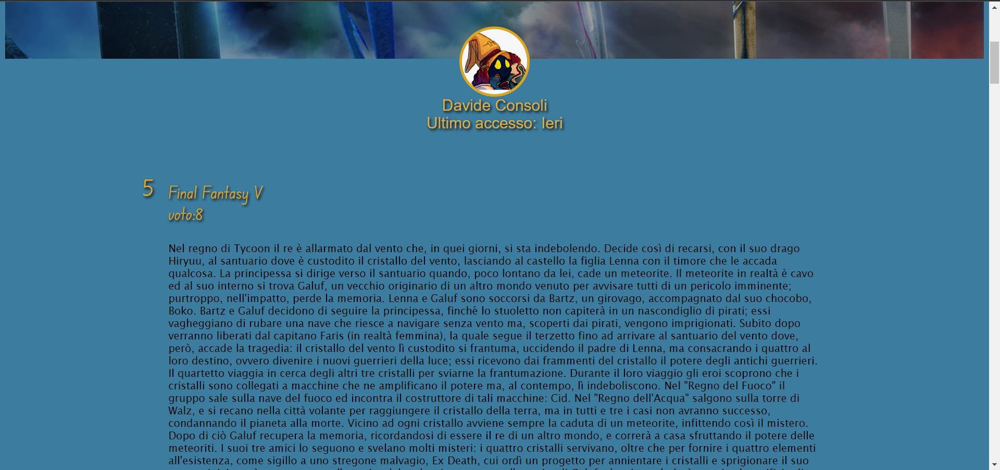 Davide Consoli
Ultimo accesso: Ieri
5
Final Fantasy V
voto:8
Nel regno di Tycoon il re è allarmato dal vento che, in quei giorni, si sta indebolendo. Decide così di recarsi, con il suo drago
Hiryuu, al santuario dove è custodito il cristallo del vento, lasciando al castello la figlia Lenna con il timore che le accada
qualcosa. La principessa si dirige verso il santuario quando, poco lontano da lei, cade un meteorite. Il meteorite in realtà è cavo
ed al suo interno si trova Galuf, un vecchio originario di un altro mondo venuto per avvisare tutti di un pericolo imminente;
purtroppo, nell'impatto, perde la memoria. Lenna e Galuf sono soccorsi da Bartz, un girovago, accompagnato dal suo chocobo,
Boko. Bartz e Galuf decidono di seguire la principessa, finché lo stuoletto non capiterà in un nascondiglio di pirati; essi
vagheggiano di rubare una nave che riesce a navigare senza vento ma, scoperti dai pirati, vengono imprigionati. Subito dopo
verranno liberati dal capitano Faris (in realtà femmina), la quale segue il terzetto fino ad arrivare al santuario del vento dove,
però, accade la tragedia: il cristallo del vento lì custodito si frantuma, uccidendo il padre di Lenna, ma consacrando i quattro al
loro destino, ovvero divenire i nuovi guerrieri della luce; essi ricevono dai frammenti del cristallo il potere degli antichi guerrieri.
Il quartetto viaggia in cerca degli altri tre cristalli per sviarne la frantumazione. Durante il loro viaggio gli eroi scoprono che i
cristalli sono collegati a macchine che ne amplificano il potere ma, al contempo, lì indeboliscono. Nel "Regno del Fuoco" il
gruppo sale sulla nave del fuoco ed incontra il costruttore di tali macchine: Cid. Nel "Regno dell'Acqua" salgono sulla torre di
Walz, e si recano nella città volante per raggiungere il cristallo della terra, ma in tutti e tre i casi non avranno successo,
condannando il pianeta alla morte. Vicino ad ogni cristallo avviene sempre la caduta di un meteorite, infittendo così il mistero.
Dopo di ciò Galuf recupera la memoria, ricordandosi di essere il re di un altro mondo, e correrà a casa sfruttando il potere delle
meteoriti. I suoi tre amici lo seguono e svelano molti misteri: i quattro cristalli servivano, oltre che per fornire i quattro elementi
all'esistenza, come sigillo a uno stregone malvagio, Ex Death, cui ordì un progetto per annientare i cristalli e sprigionare il suo